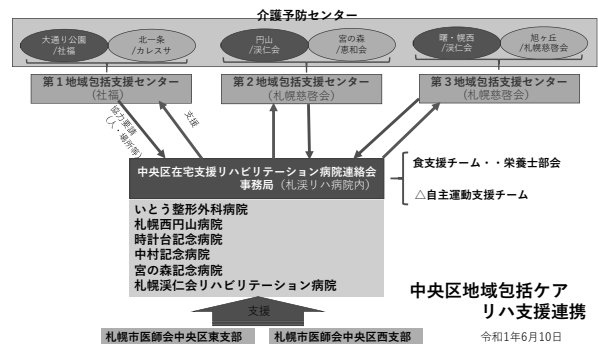 介護予防センター
大通り公園
/社福
北一条
/カレスサ
円山
/渓仁会
宮の森
/恵和会
曙・幌西
/渓仁会
旭ヶ丘
/札幌慈啓会
第１地域包括支援センター
（社福）
第２地域包括支援センター
（札幌慈啓会）
第３地域包括支援センター
（札幌慈啓会）
協力要請
（人・場所等）
支援
中央区在宅支援リハビリテーション病院連絡会
事務局（札渓リハ病院内）
食支援チーム・・栄養士部会
△自主運動支援チーム
いとう整形外科病院
札幌西円山病院
時計台記念病院
中村記念病院
宮の森記念病院
札幌渓仁会リハビリテーション病院
支援
札幌市医師会中央区東支部
札幌市医師会中央区西支部
中央区地域包括ケア
リハ支援連携
令和1年6月10日